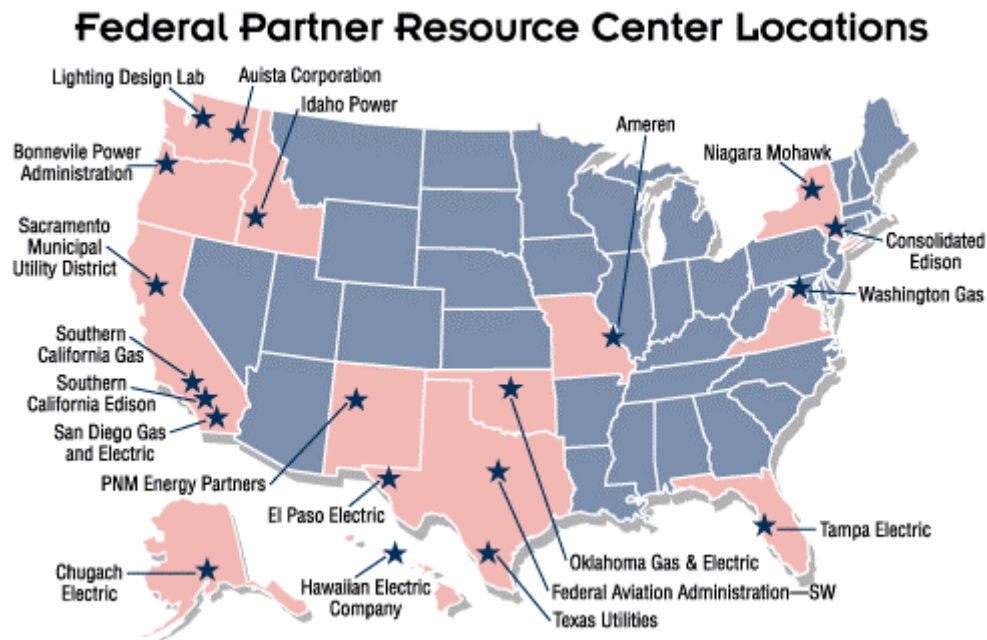 Federal Partner Resource Center Locations
Lighting Design Lab
Auista Corporation
Idaho Power
Ameren
Niagara Mohawk
Bonnevile Power
Administration
Sacramento
Municipal
Utility District
Consolidated
Edison
Washington Gas
Southern
California Gas
Southern
California Edison
San Diego Gas
and Electric
PNM Energy Partners
El Paso Electric
Tampa Electric
Oklahoma Gas & Electric
Chugach
Electric
Hawaiian Electric
Company
Federal Aviation Administration—SW
Texas Utilities